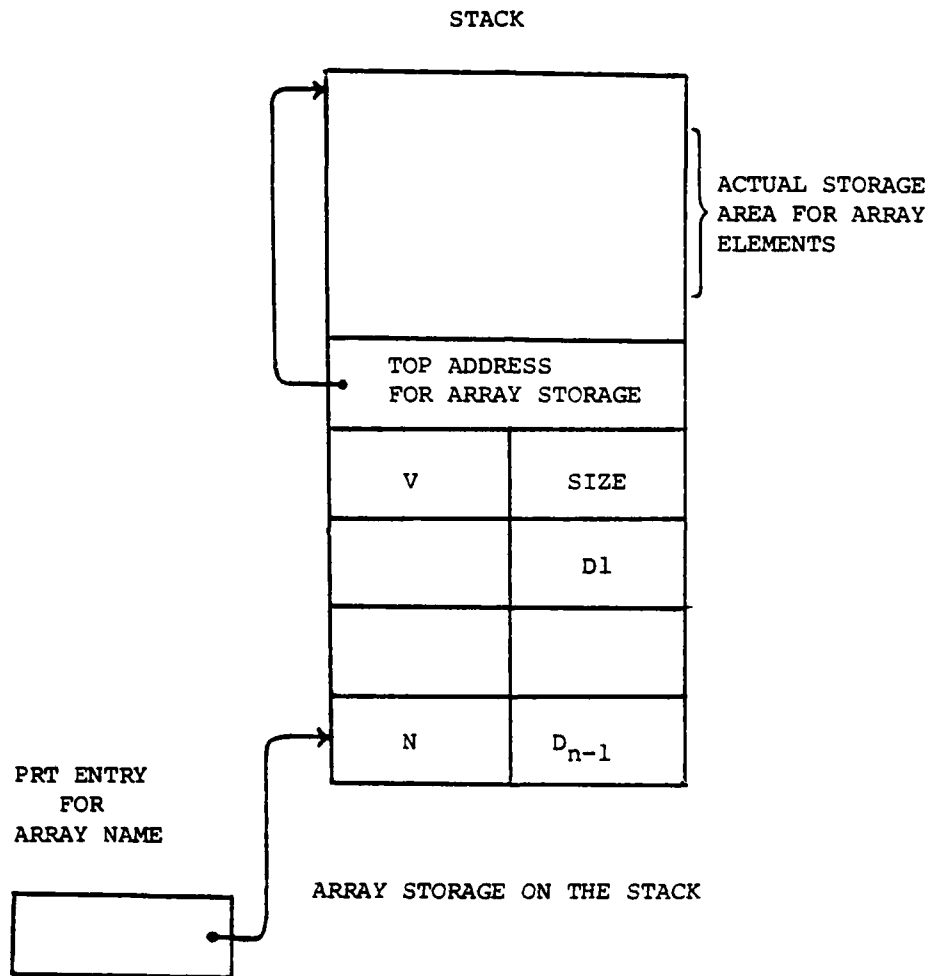 STACK
ACTUAL STORAGE
AREA FOR ARRAY
ELEMENTS
TOP ADDRESS
FOR ARRAY STORAGE
V
SIZE
D1
N
Dn-1
PRT ENTRY
FOR
ARRAY NAME
ARRAY STORAGE ON THE STACK